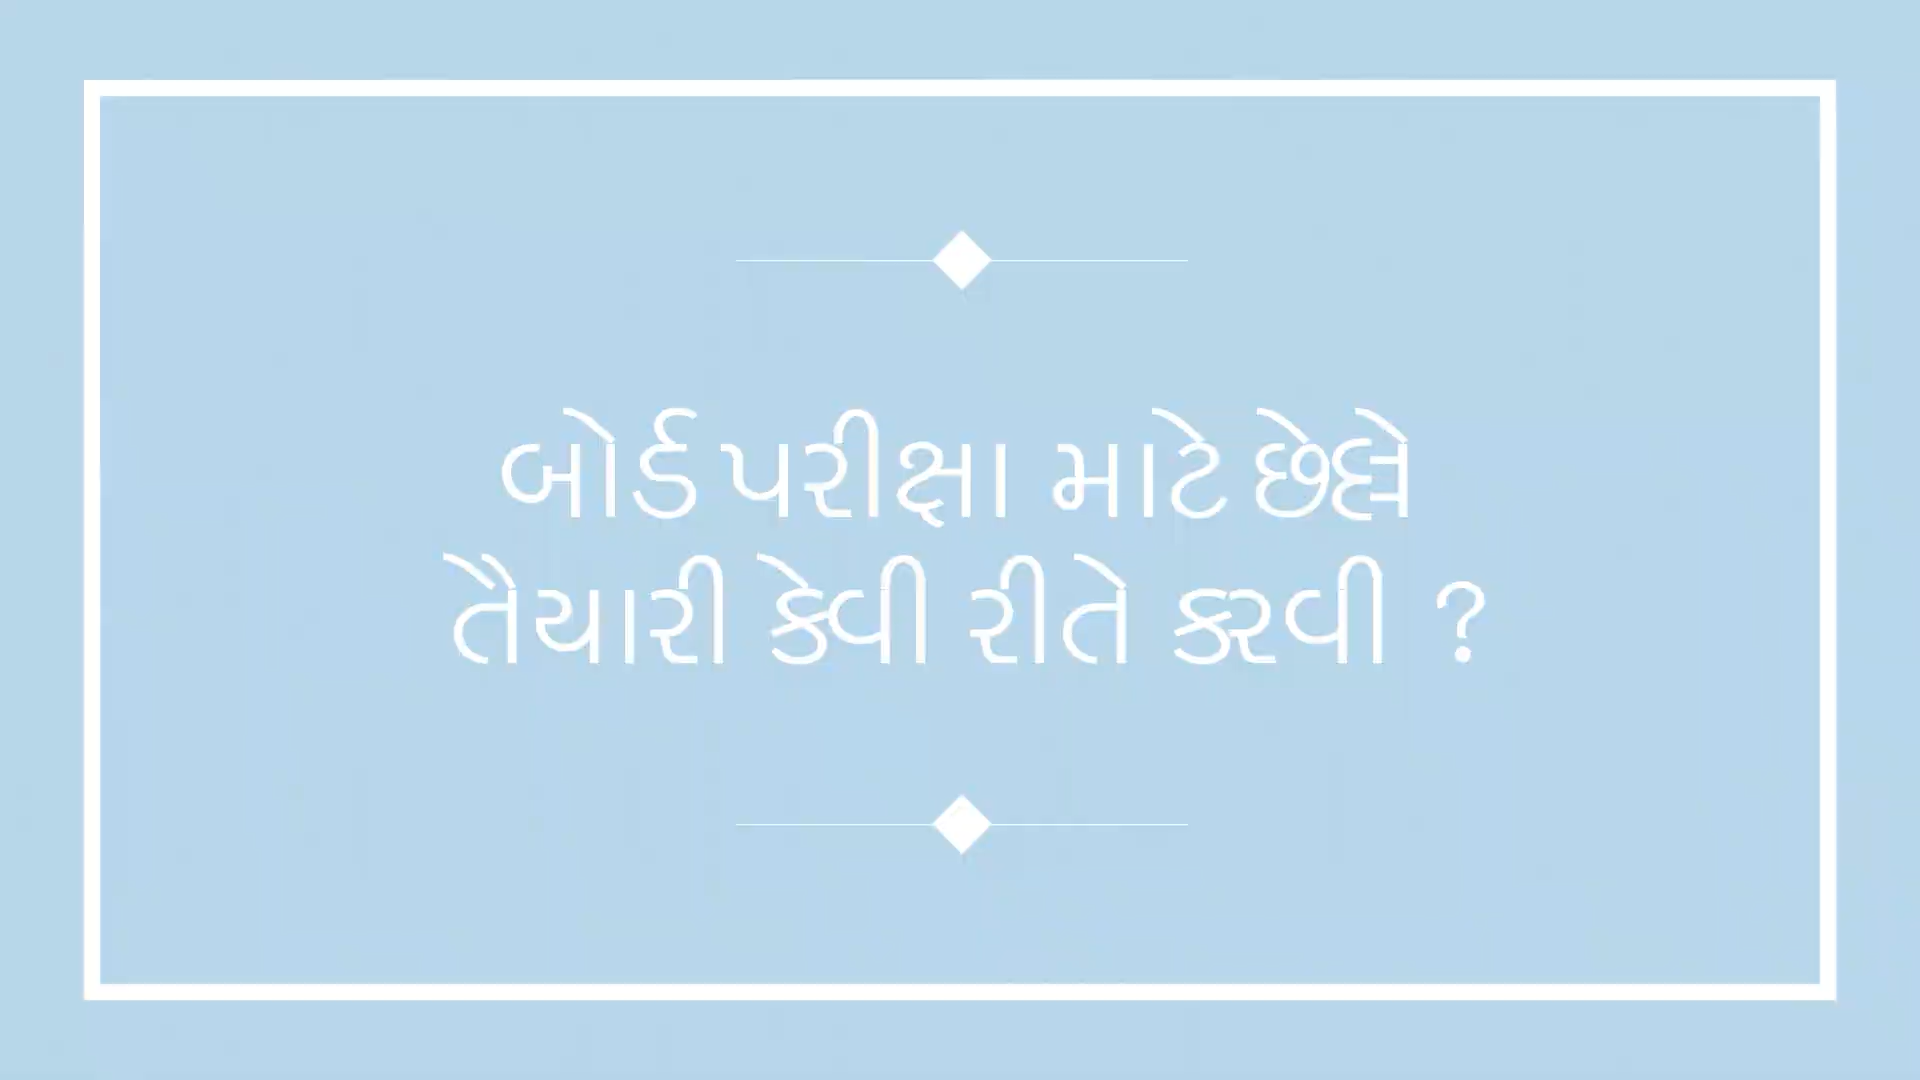 બોર્ડ પરીક્ષા માટે છેલ્લે
તૈયારી કેવી રીતે કરવી ?